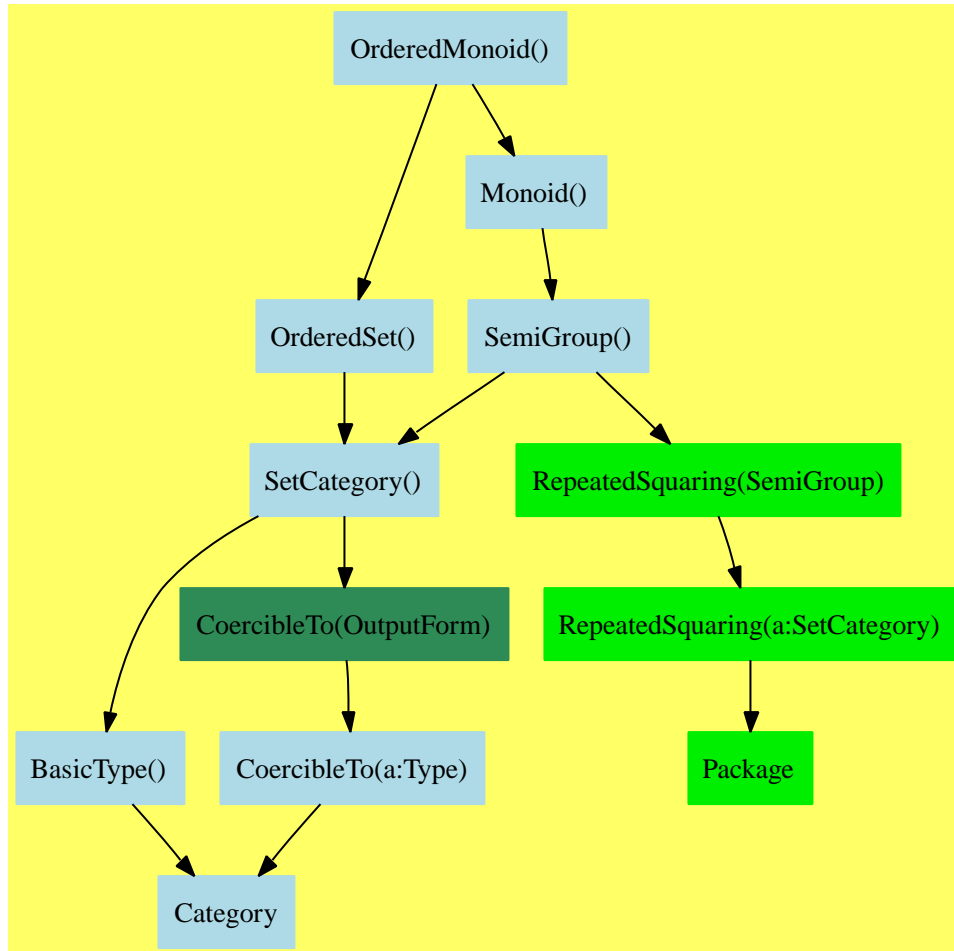 OrderedMonoid()
Monoid()
OrderedSet()
SemiGroup()
SetCategory()
RepeatedSquaring(SemiGroup)
CoercibleTo(OutputForm)
RepeatedSquaring(a:SetCategory)
BasicType()
CoercibleTo(a:Type)
Package
Category